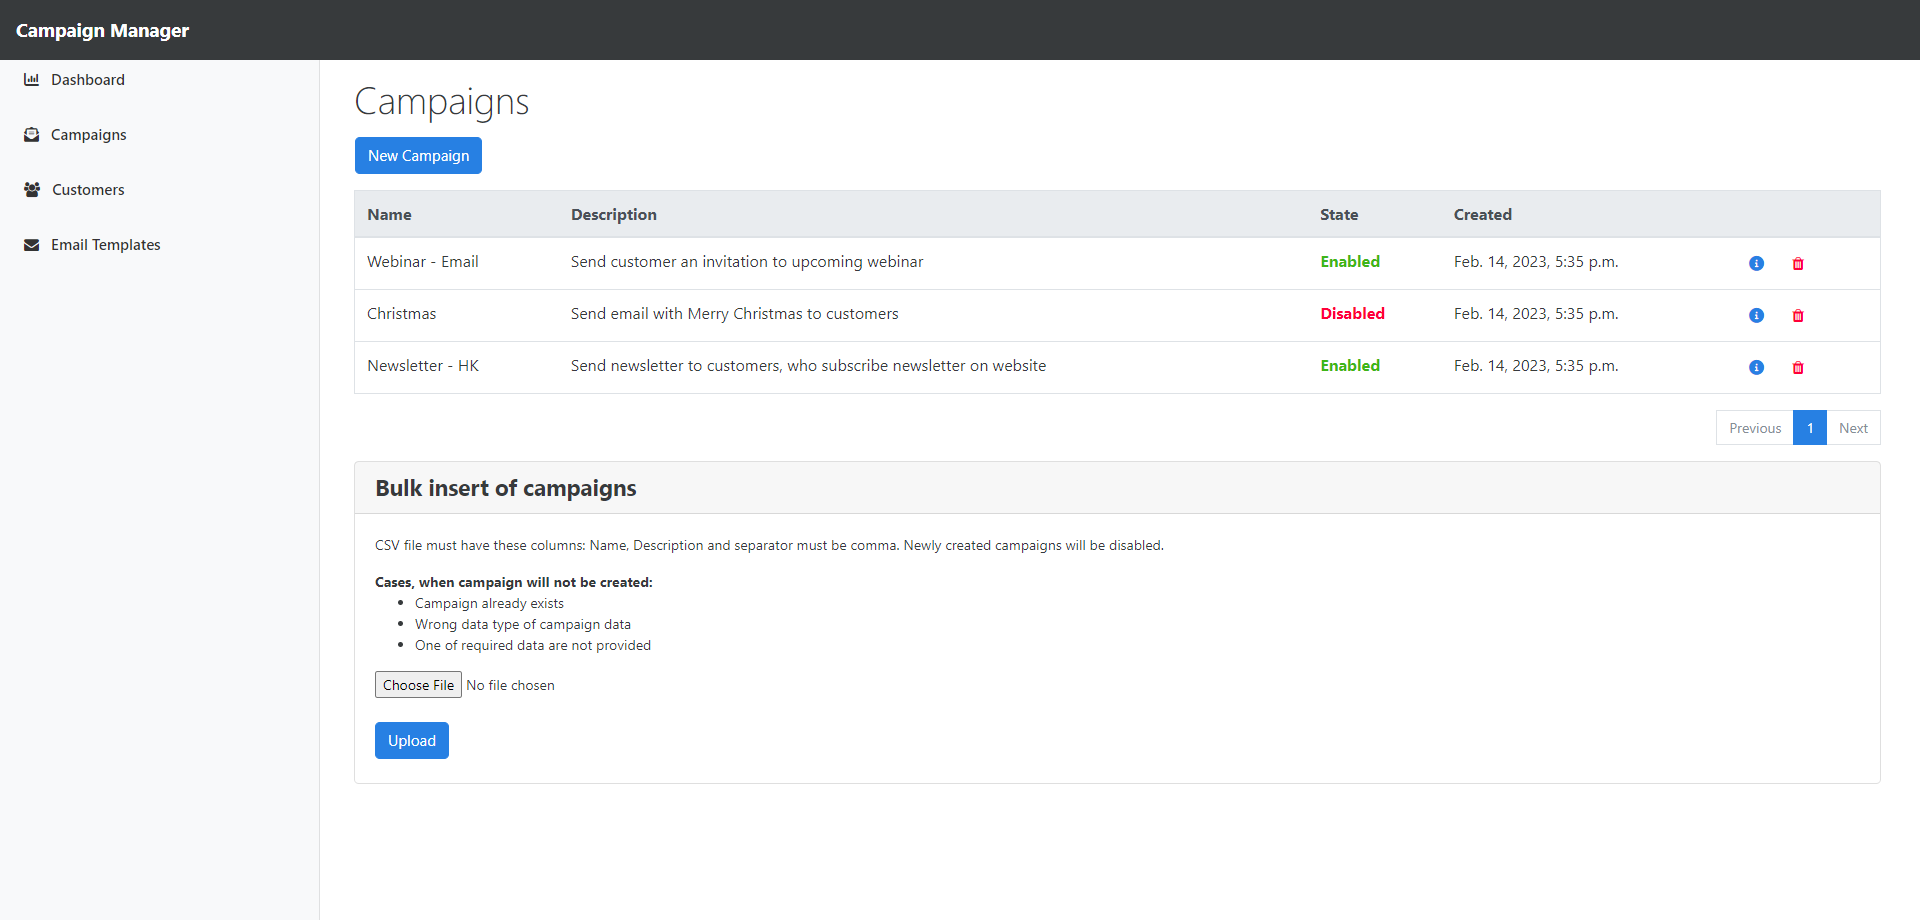 Campaign Manager
Dashboard
Campaigns
Customers
Email Templates
Campaigns
New Campaign
Name Description State Created
Webinar - Email Send customer an invitation to upcoming webinar Enabled Feb. 14, 2023, 5:35 p.m.
Christmas Send email with Merry Christmas to customers Disabled Feb. 14, 2023, 5:35 p.m.
Newsletter - HK Send newsletter to customers, who subscribe newsletter on website Enabled Feb. 14, 2023, 5:35 p.m.
Previous 1 Next
Bulk insert of campaigns
CSV file must have these columns: Name, Description and separator must be comma. Newly created campaigns will be disabled.
Cases, when campaign will not be created:
• Campaign already exists
• Wrong data type of campaign data
• One of required data are not provided
Choose File No file chosen
Upload